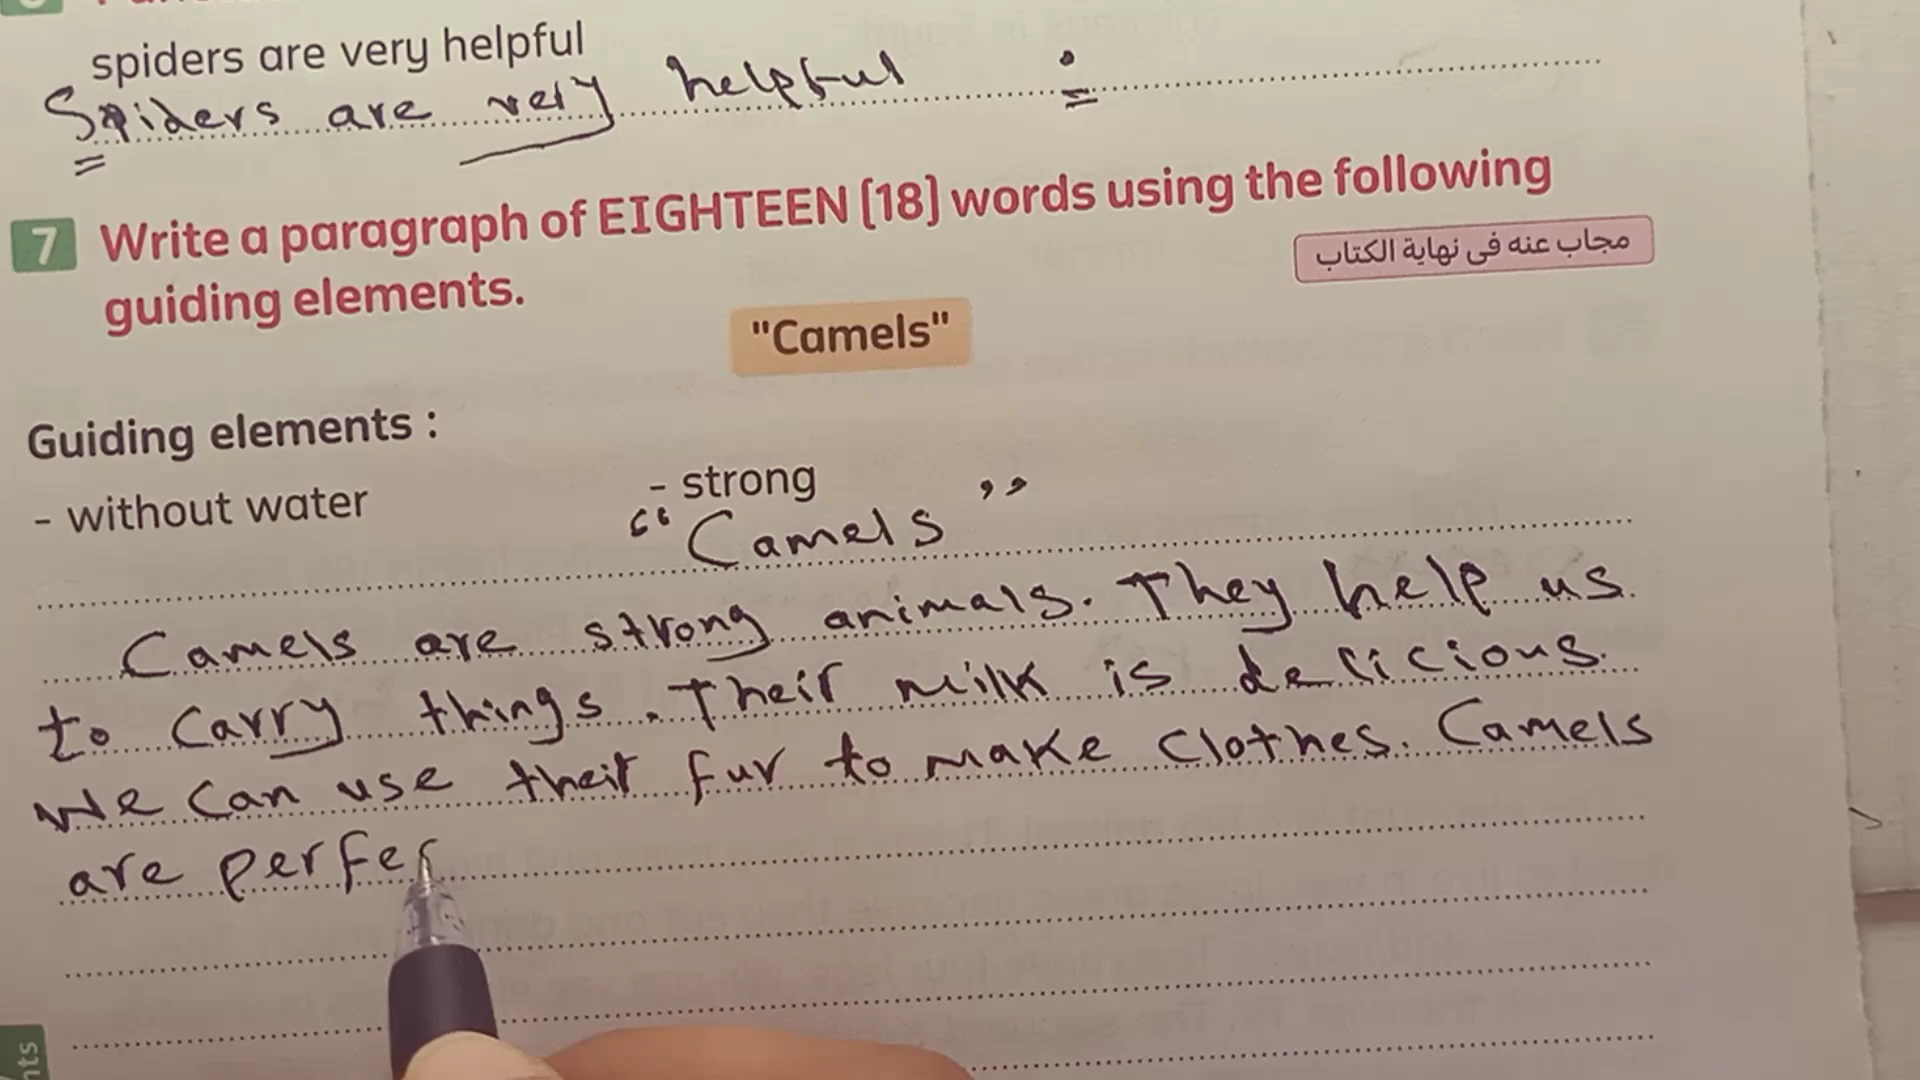 spiders are very helpful
Spiders are very helpful .
7 Write a paragraph of EIGHTEEN (18) words using the following
guiding elements.
مجاب عنه فى نهاية الكتاب
"Camels"
Guiding elements :
- without water
- strong
“ Camels ”
Camels are strong animals. They help us
to carry things. Their milk is delicious.
We can use their fur to make clothes. Camels
are perfec